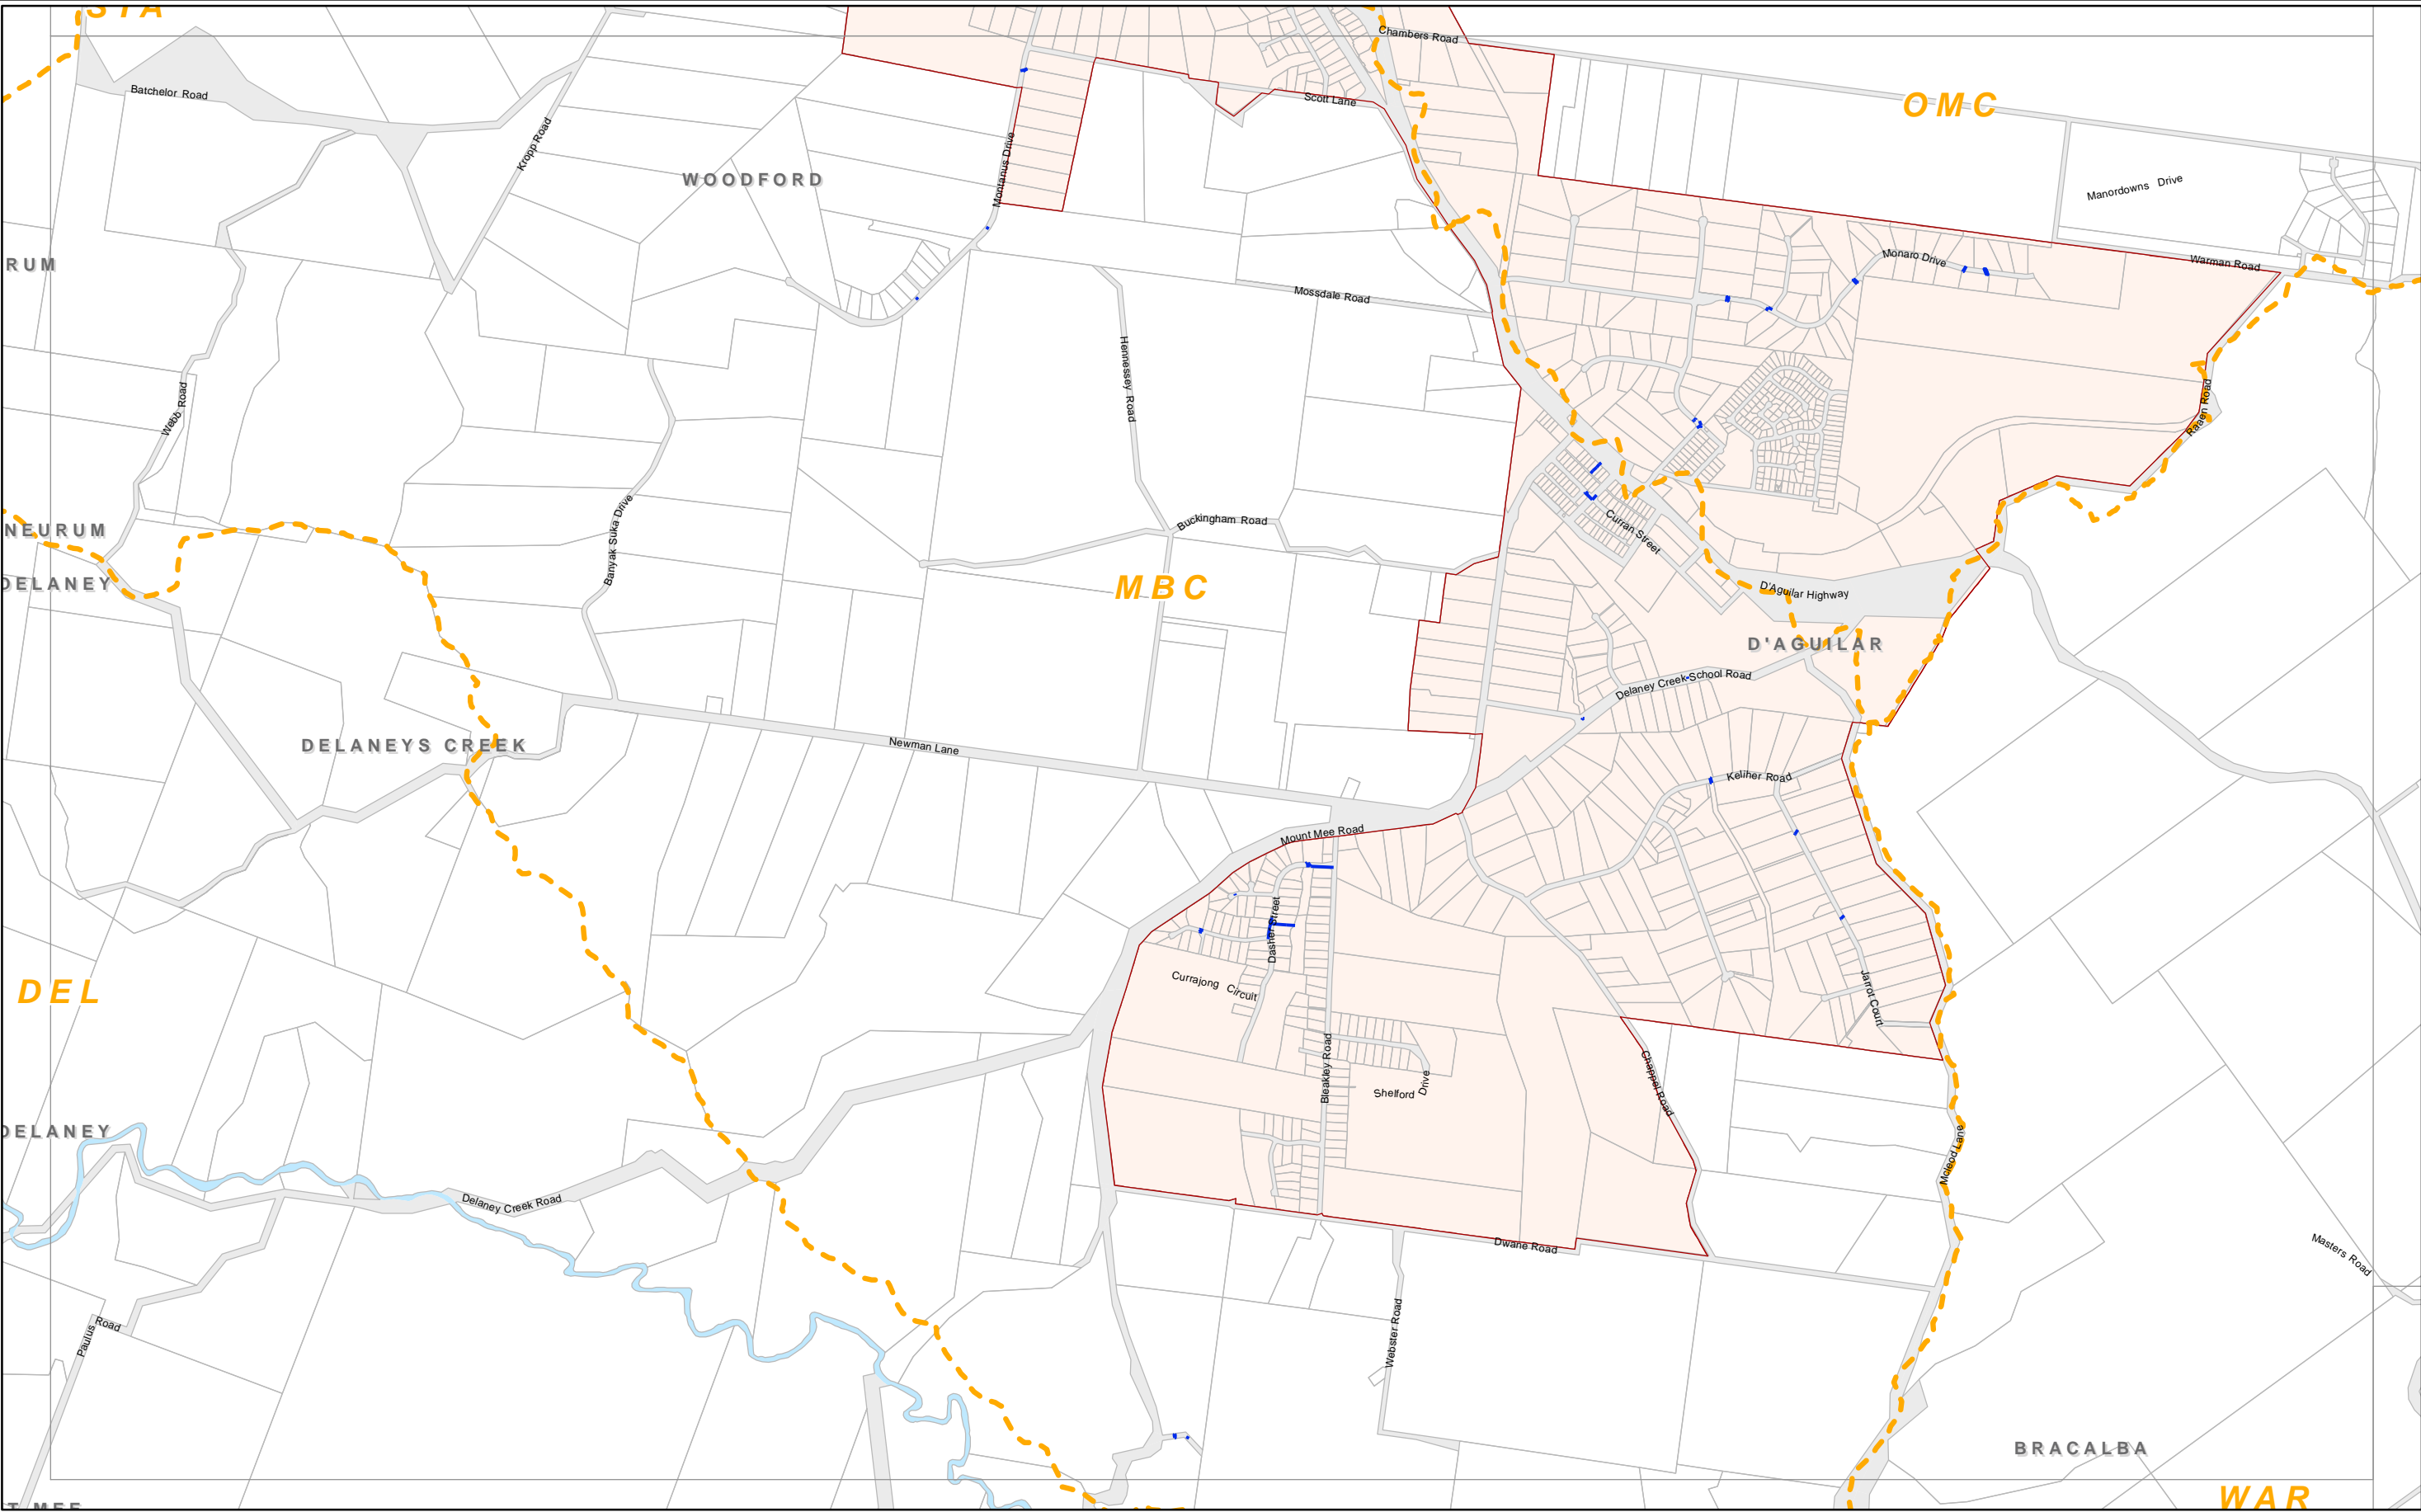 STA
Chambers Road
Batchelor Road
Scott Lane
OMC
Kropp Road
Montanus Drive
WOODFORD
Manordowns Drive
RUM
Monaro Drive
Warman Road
Mossdale Road
Hennessey Road
Webb Road
Raaen Road
NEURUM
Banyak Suka Drive
Buckingham Road
Curran Street
DELANEY
MBC
D'Aguilar Highway
D'AGUILAR
Delaney Creek School Road
DELANEYS CREEK
Newman Lane
Keliher Road
Mount Mee Road
Dasher Street
DEL
Currajong Circuit
Jarrot Court
Bleakley Road
Shelford Drive
Chappel Road
DELANEY
Mcleod Lane
Delaney Creek Road
Dwane Road
Masters Road
Paulus Road
Webster Road
BRACALBA
T MEE
WAR